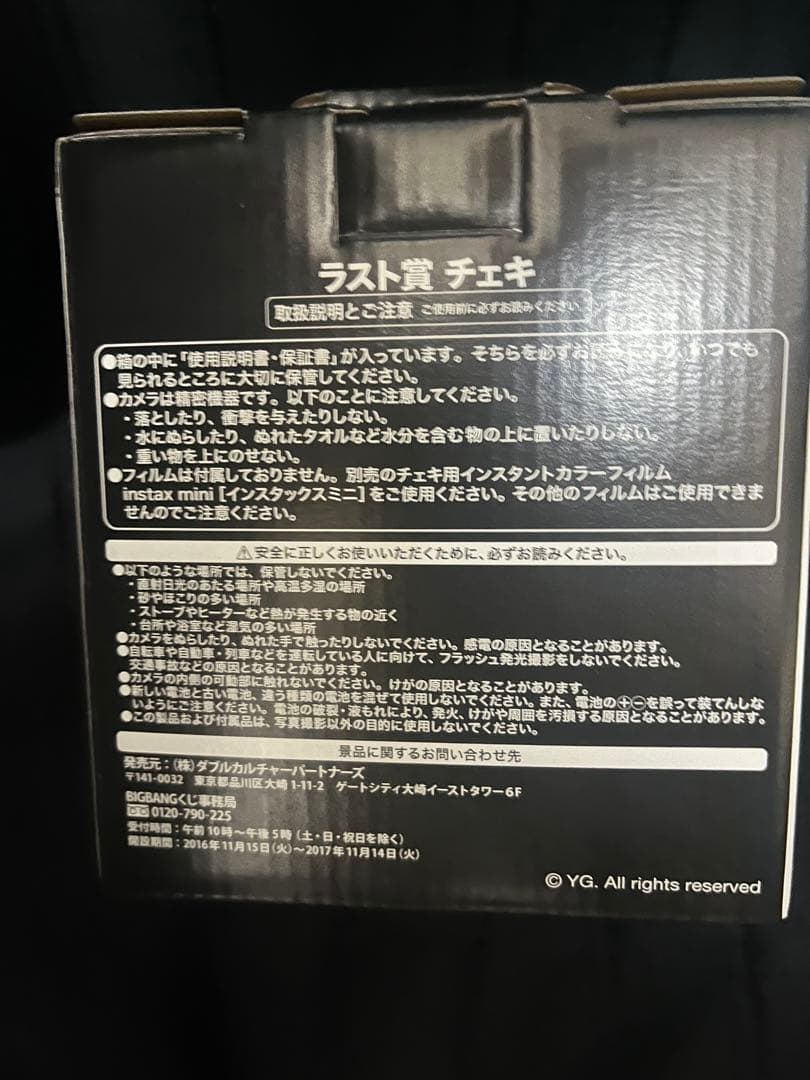 ラスト賞 チェキ
取扱説明とご注意 ご使用前に必ずお読みください
●箱の中に「使用説明書・保証書」が入っています。そちらを必ずお読みになり、いつでも
見られるところに大切に保管してください。
●カメラは精密機器です。以下のことに注意してください。
・落としたり、衝撃を与えたりしない。
・水にぬらしたり、ぬれたタオルなど水分を含む物の上に置いたりしない。
・重い物を上にのせない。
●フィルムは付属しておりません。別売のチェキ用インスタントカラーフィルム
instax mini [インスタックスミニ] をご使用ください。その他のフィルムはご使用できま
せんのでご注意ください。
⚠安全に正しくお使いいただくために、必ずお読みください。
●以下のような場所では、保管しないでください。
・直射日光のあたる場所や高温多湿の場所
・砂やほこりの多い場所
・ストーブやヒーターなど熱が発生する物の近く
・台所や浴室など湿気の多い場所
●カメラをぬらしたり、ぬれた手で触ったりしないでください。感電の原因となることがあります。
●自転車や自動車・列車などを運転している人に向けて、フラッシュ発光撮影をしないでください。
交通事故などの原因となることがあります。
●カメラの内側の可動部に触れないでください。けがの原因となることがあります。
●新しい電池と古い電池、違う種類の電池を混ぜて使用しないでください。また、電池の⊕⊖を誤って装てんしな
いようにご注意ください。電池の破裂・液もれにより、発火、けがや周囲を汚損する原因となることがあります。
●この製品および付属品は、写真撮影以外の目的に使用しないでください。
景品に関するお問い合わせ先
発売元：(株)ダブルカルチャーパートナーズ
〒141-0032 東京都品川区大崎 1-11-2 ゲートシティ大崎イーストタワー6F
BIGBANGくじ事務局
0120-790-225
受付時間：午前10時～午後5時（土・日・祝日を除く）
開設期間：2016年11月15日(火)～2017年11月14日(火)
© YG. All rights reserved